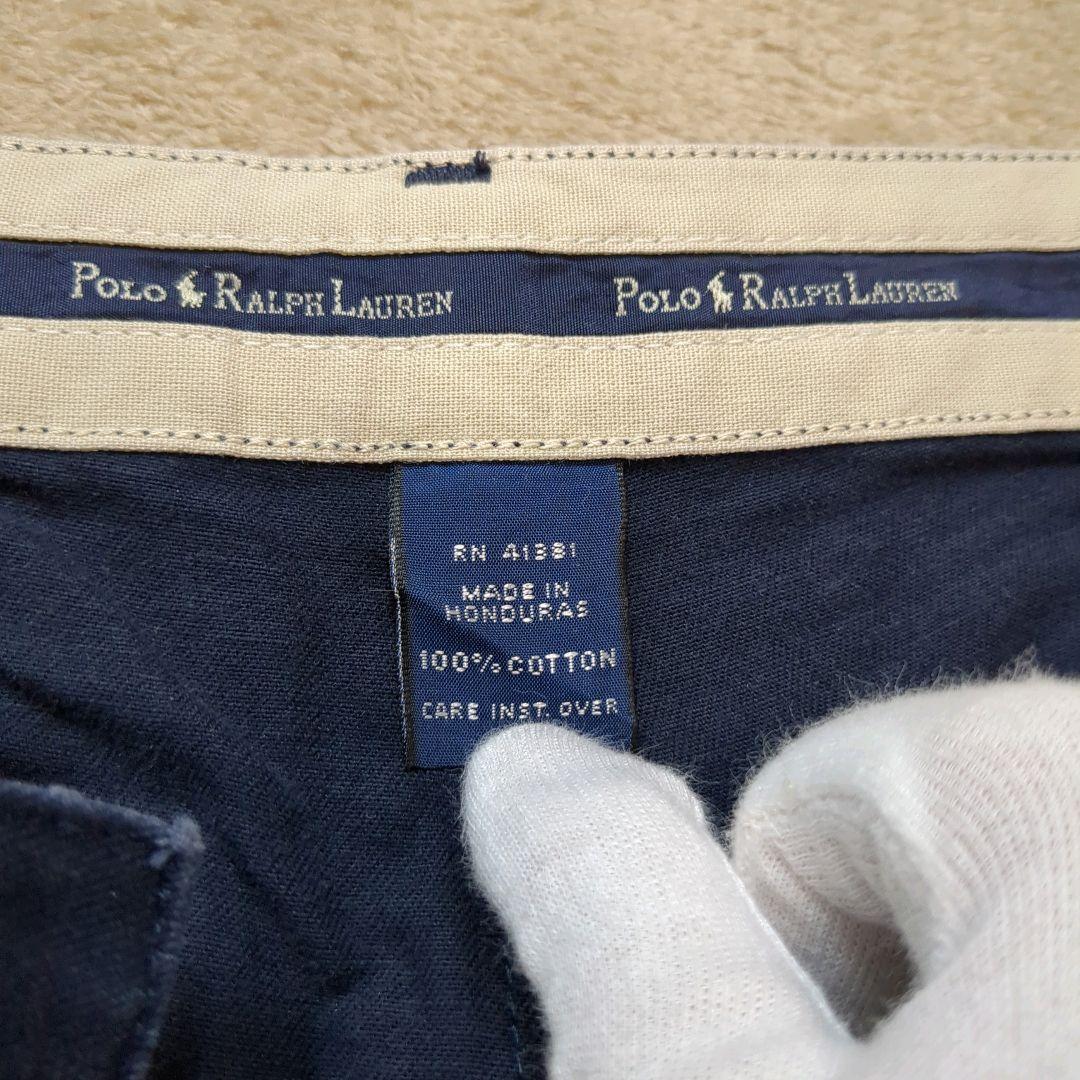 POLO RALPH LAUREN
POLO RALPH LAUREN
RN 41381
MADE IN
HONDURAS
100% COTTON
CARE INST. OVER